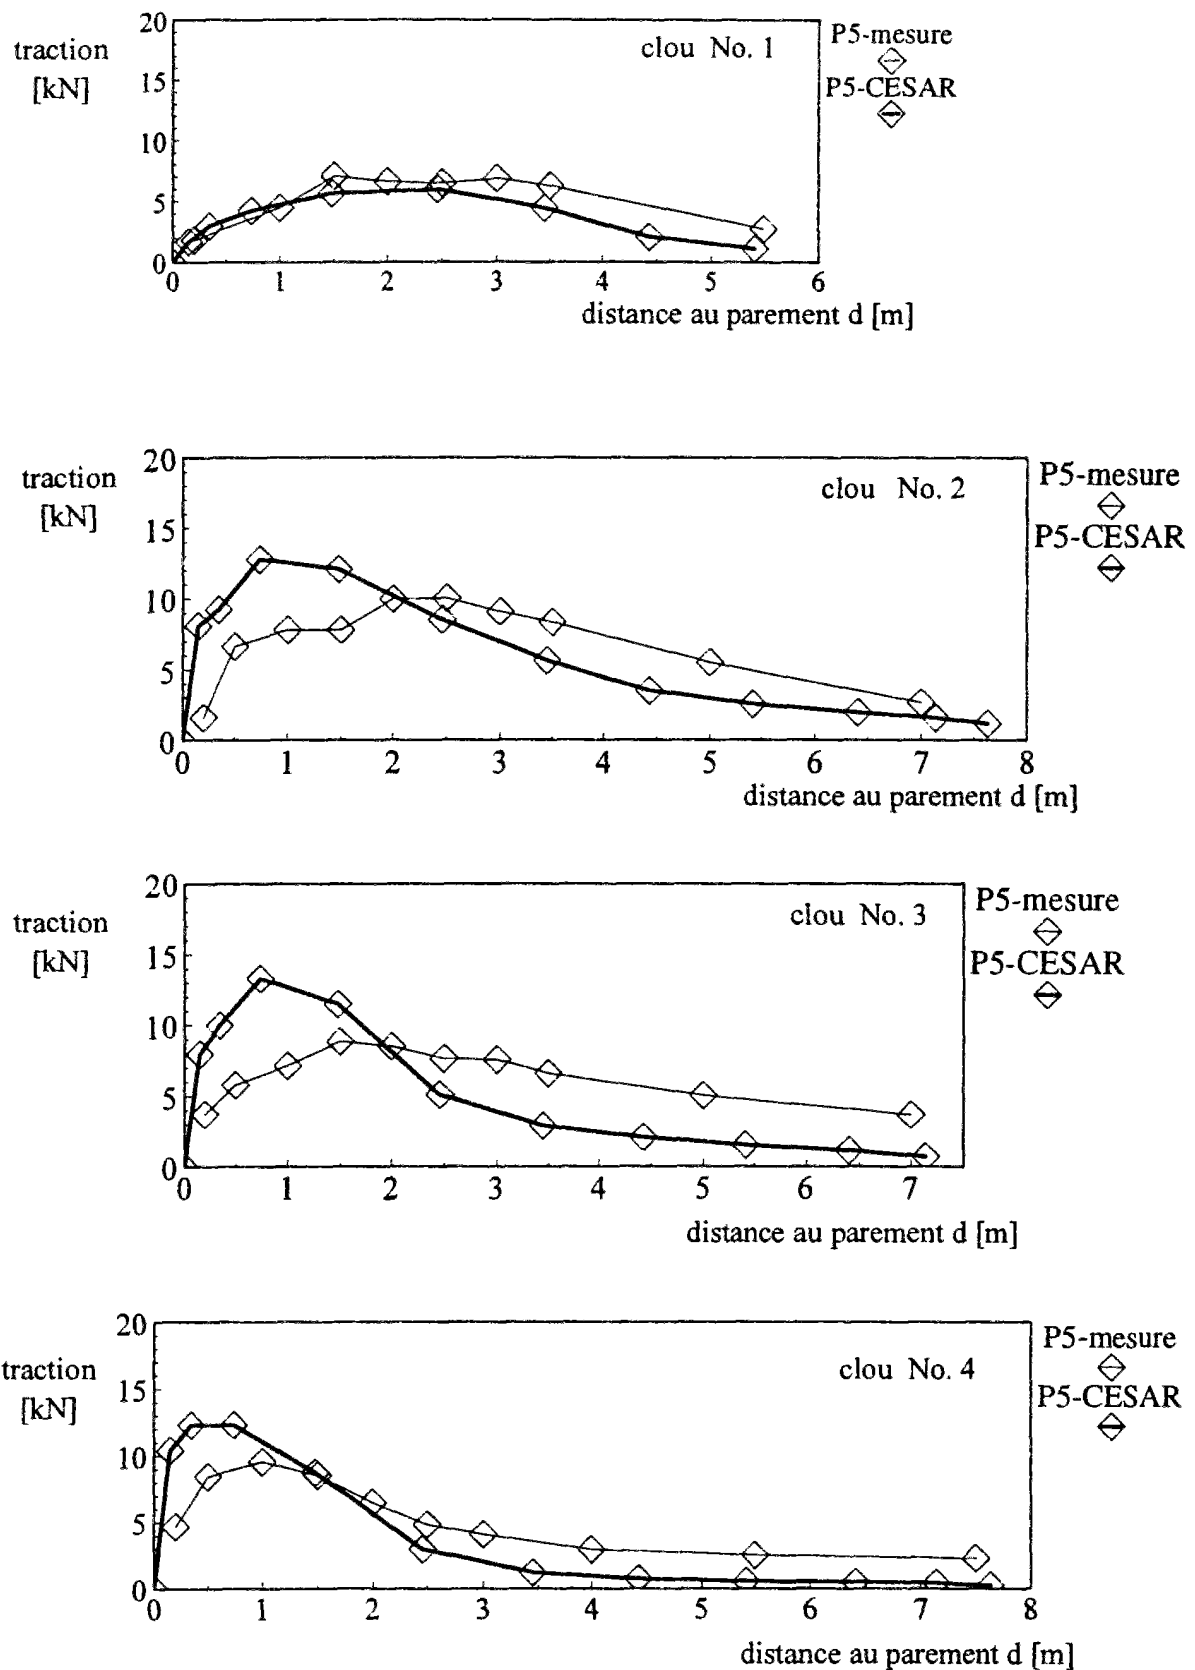 traction
[kN]
20
15
10
5
0
clou No. 1
P5-mesure
P5-CESAR
0 1 2 3 4 5 6
distance au parement d [m]
traction
[kN]
20
15
10
5
0
clou No. 2
P5-mesure
P5-CESAR
0 1 2 3 4 5 6 7 8
distance au parement d [m]
traction
[kN]
20
15
10
5
0
clou No. 3
P5-mesure
P5-CESAR
0 1 2 3 4 5 6 7
distance au parement d [m]
traction
[kN]
20
15
10
5
0
clou No. 4
P5-mesure
P5-CESAR
0 1 2 3 4 5 6 7 8
distance au parement d [m]